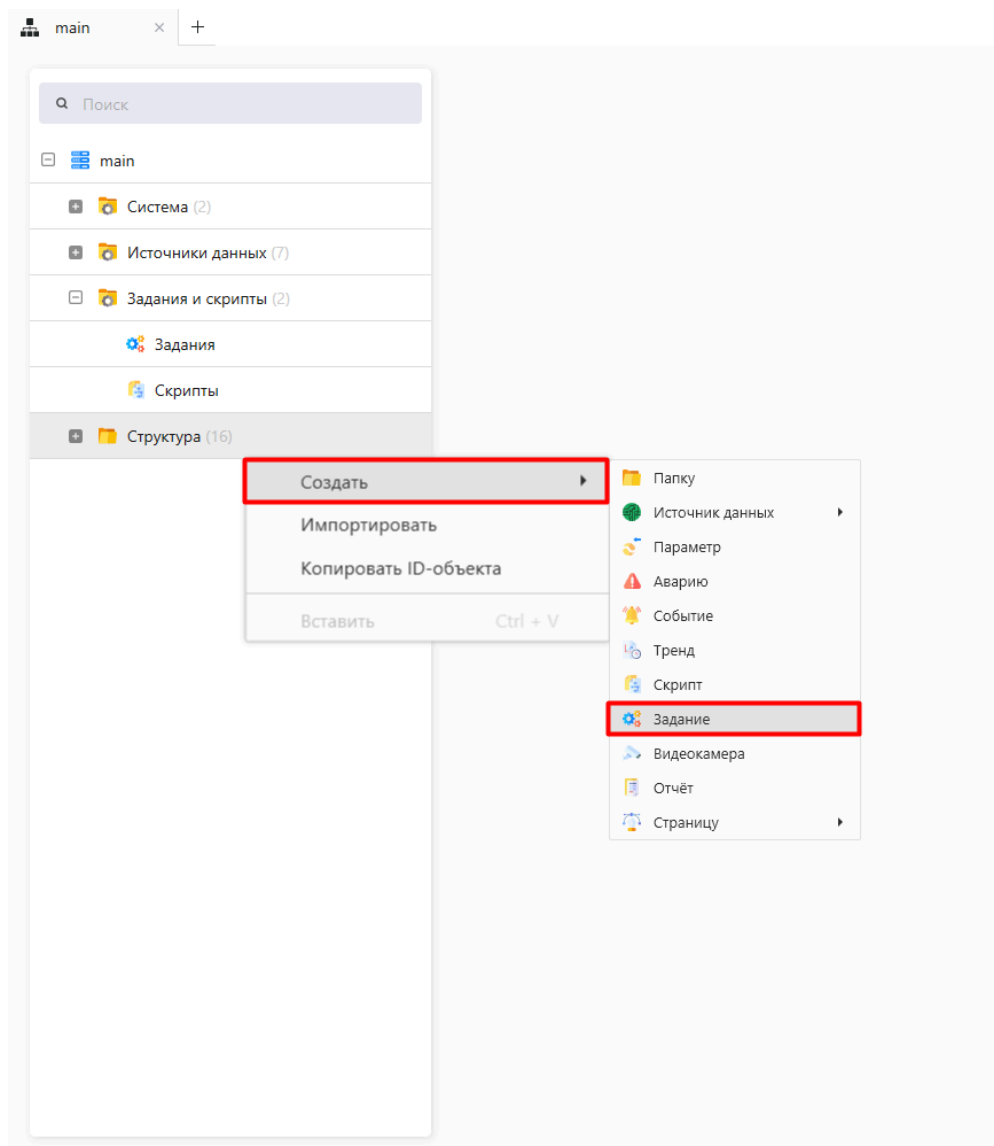 main × +
Поиск
main
Система (2)
Источники данных (7)
Задания и скрипты (2)
Задания
Скрипты
Структура (16)
Создать
Импортировать
Копировать ID-объекта
Вставить Ctrl + V
Папку
Источник данных
Параметр
Аварию
Событие
Тренд
Скрипт
Задание
Видеокамера
Отчёт
Страницу